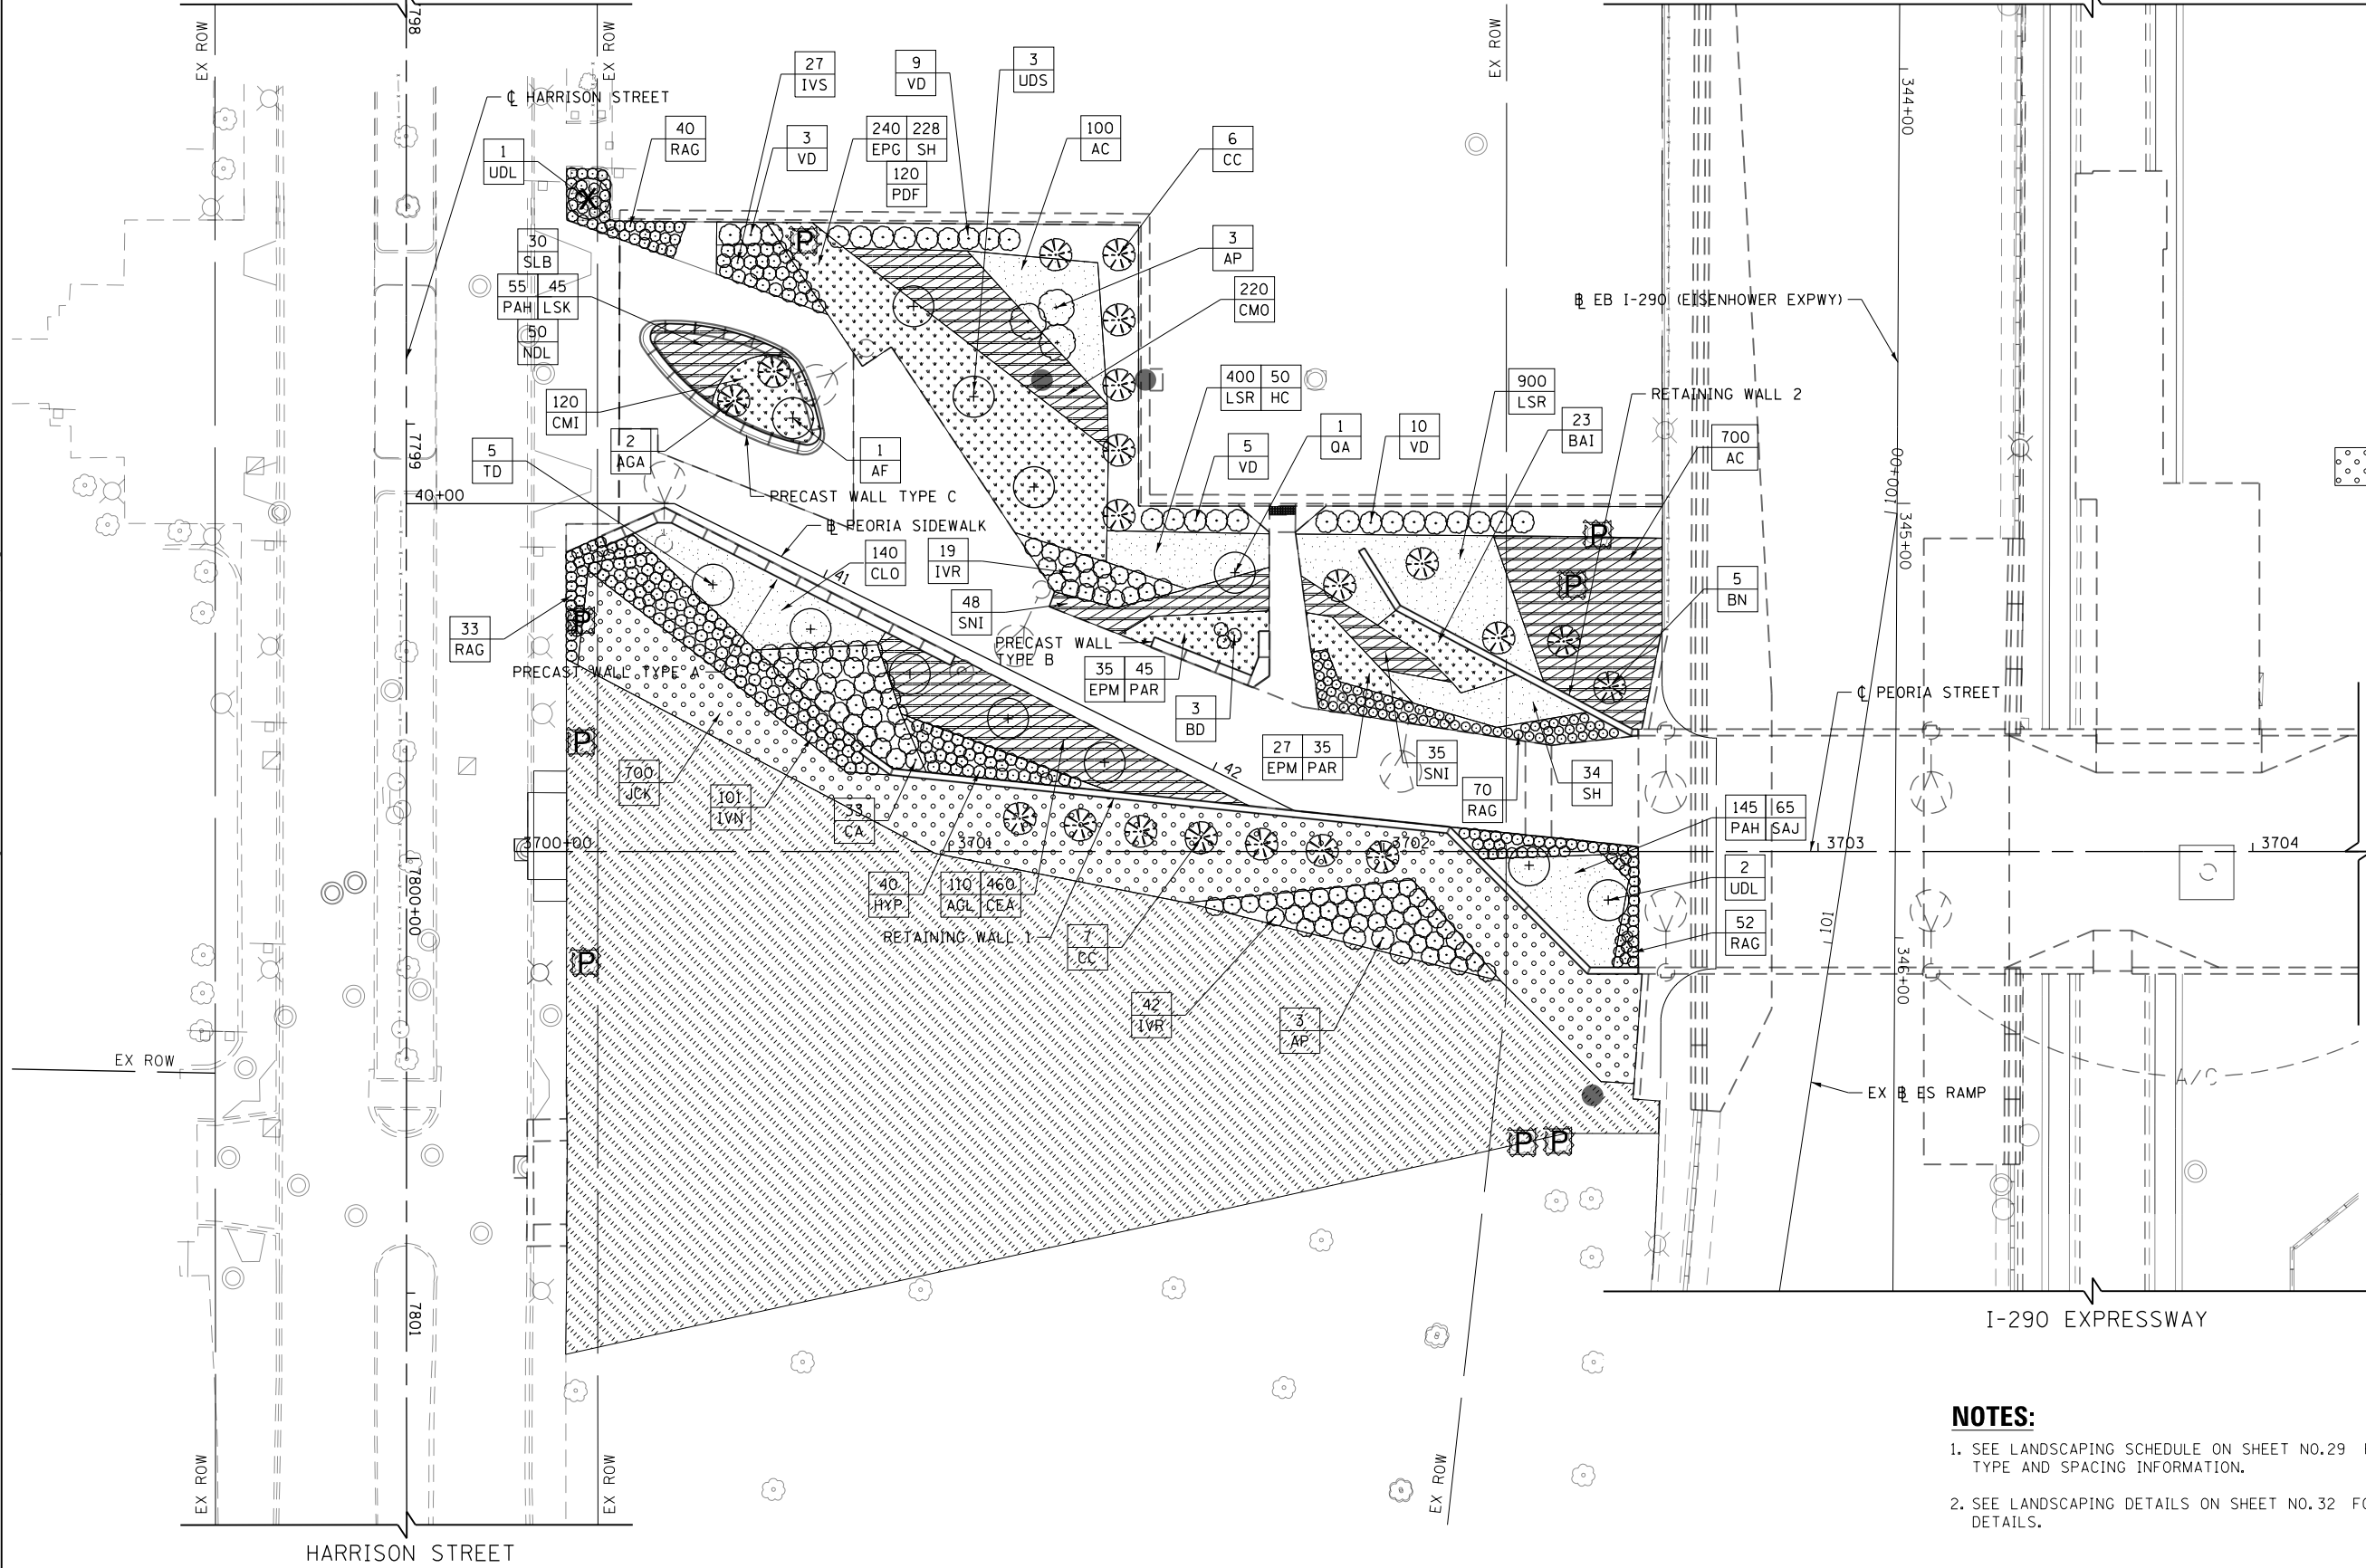 EX ROW
7798
EX ROW
EX ROW
344+00
℄ HARRISON STREET
27
IVS
9
VD
3
UDS
1
UDL
40
RAG
3
VD
240 228
EPG SH
120
PDF
100
AC
6
CC
P
30
SLB
55 45
PAH LSK
50
NDL
3
AP
220
CMO
℄ EB I-290 (EISENHOWER EXPWY)
120
CMI
2
AGA
1
AF
400 50
LSR HC
900
LSR
RETAINING WALL 2
5
TD
7799
5
VD
1
QA
10
VD
23
BAI
700
AC
100+00
345+00
40+00
PRECAST WALL TYPE C
PEORIA SIDEWALK
140
CLO
19
IVR
P
P
41
48
SNI
5
BN
33
RAG
P
PRECAST WALL TYPE A
PRECAST WALL
TYPE B
35 45
EPM PAR
3
BD
℄ PEORIA STREET
P
27 35
EPM PAR
35
SNI
34
SH
42
70
RAG
700
JCK
101
IVN
33
CA
145 65
PAH SAJ
3700+00
3701
3702
3703
3704
2
UDL
52
RAG
40
HYP
110 460
AGL CEA
RETAINING WALL 1
7
CC
7800+00
101
346+00
P
42
IVR
3
AP
EX ROW
A/C
EX ES RAMP
P P
7801
I-290 EXPRESSWAY
NOTES:
1. SEE LANDSCAPING SCHEDULE ON SHEET NO.29
TYPE AND SPACING INFORMATION.
2. SEE LANDSCAPING DETAILS ON SHEET NO.32
DETAILS.
EX ROW
EX ROW
EX ROW
HARRISON STREET